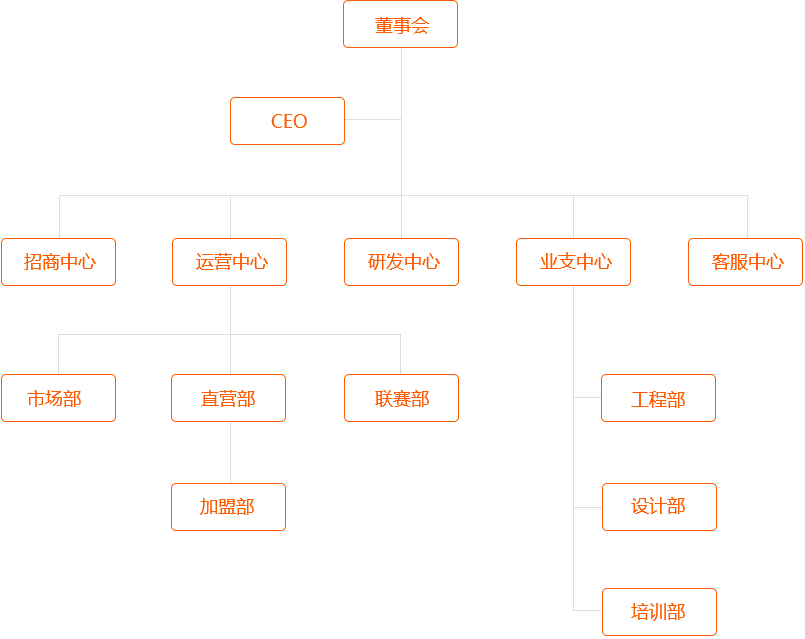 董事会
CEO
招商中心
运营中心
研发中心
业支中心
客服中心
市场部
直营部
联赛部
工程部
加盟部
设计部
培训部